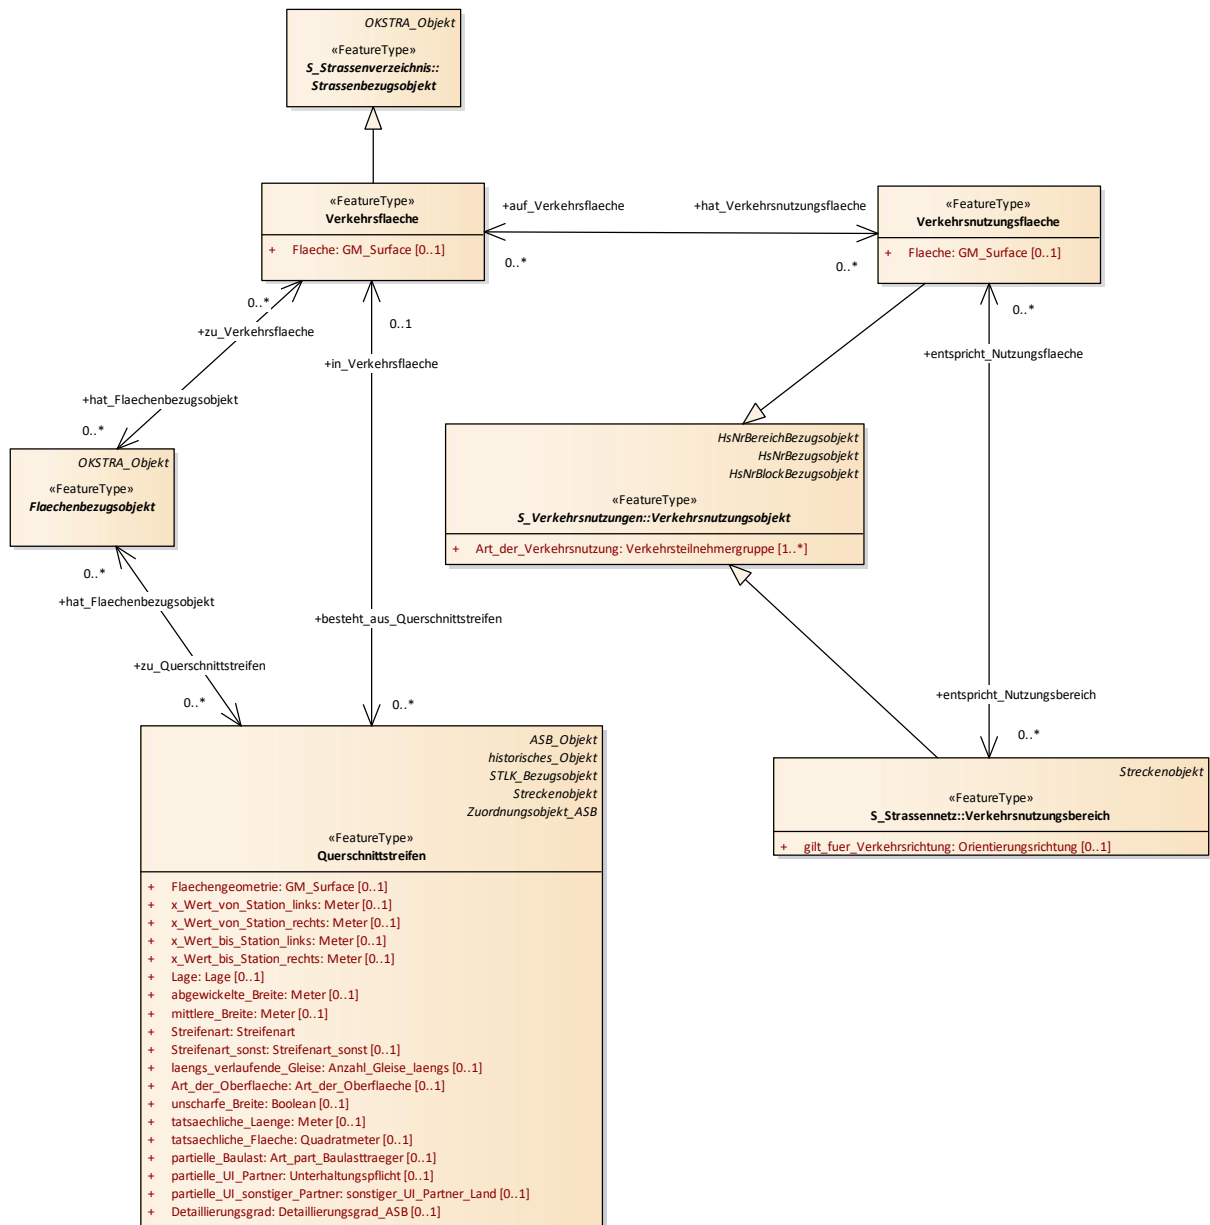 OKSTRA_Objekt
«FeatureType»
S_Strassenverzeichnis::
Strassenbezugsobjekt
«FeatureType»
Verkehrsflaeche
+ Flaeche: GM_Surface [0..1]
+auf_Verkehrsflaeche
+hat_Verkehrsnutzungsflaeche
0..*
0..*
«FeatureType»
Verkehrsnutzungsflaeche
+ Flaeche: GM_Surface [0..1]
0..*
+zu_Verkehrsflaeche
+hat_Flaechenbezugsobjekt
0..*
0..1
+in_Verkehrsflaeche
+besteht_aus_Querschnittstreifen
0..*
0..*
+entspricht_Nutzungsflaeche
+entspricht_Nutzungsbereich
0..*
OKSTRA_Objekt
«FeatureType»
Flaechenbezugsobjekt
0..*
+hat_Flaechenbezugsobjekt
+zu_Querschnittstreifen
0..*
HsNrBereichBezugsobjekt
HsNrBezugsobjekt
HsNrBlockBezugsobjekt
«FeatureType»
S_Verkehrsnutzungen::Verkehrsnutzungsobjekt
+ Art_der_Verkehrsnutzung: Verkehrsteilnehmergruppe [1..*]
Streckenobjekt
«FeatureType»
S_Strassennetz::Verkehrsnutzungsbereich
+ gilt_fuer_Verkehrsrichtung: Orientierungsrichtung [0..1]
ASB_Objekt
historisches_Objekt
STLK_Bezugsobjekt
Streckenobjekt
Zuordnungsobjekt_ASB
«FeatureType»
Querschnittstreifen
+ Flaechengeometrie: GM_Surface [0..1]
+ x_Wert_von_Station_links: Meter [0..1]
+ x_Wert_von_Station_rechts: Meter [0..1]
+ x_Wert_bis_Station_links: Meter [0..1]
+ x_Wert_bis_Station_rechts: Meter [0..1]
+ Lage: Lage [0..1]
+ abgewickelte_Breite: Meter [0..1]
+ mittlere_Breite: Meter [0..1]
+ Streifenart: Streifenart
+ Streifenart_sonst: Streifenart_sonst [0..1]
+ laengs_verlaufende_Gleise: Anzahl_Gleise_laengs [0..1]
+ Art_der_Oberflaeche: Art_der_Oberflaeche [0..1]
+ unscharfe_Breite: Boolean [0..1]
+ tatsaechliche_Laenge: Meter [0..1]
+ tatsaechliche_Flaeche: Quadratmeter [0..1]
+ partielle_Baulast: Art_part_Baulasttraeger [0..1]
+ partielle_UI_Partner: Unterhaltungspflicht [0..1]
+ partielle_UI_sonstiger_Partner: sonstiger_UI_Partner_Land [0..1]
+ Detaillierungsgrad: Detaillierungsgrad_ASB [0..1]